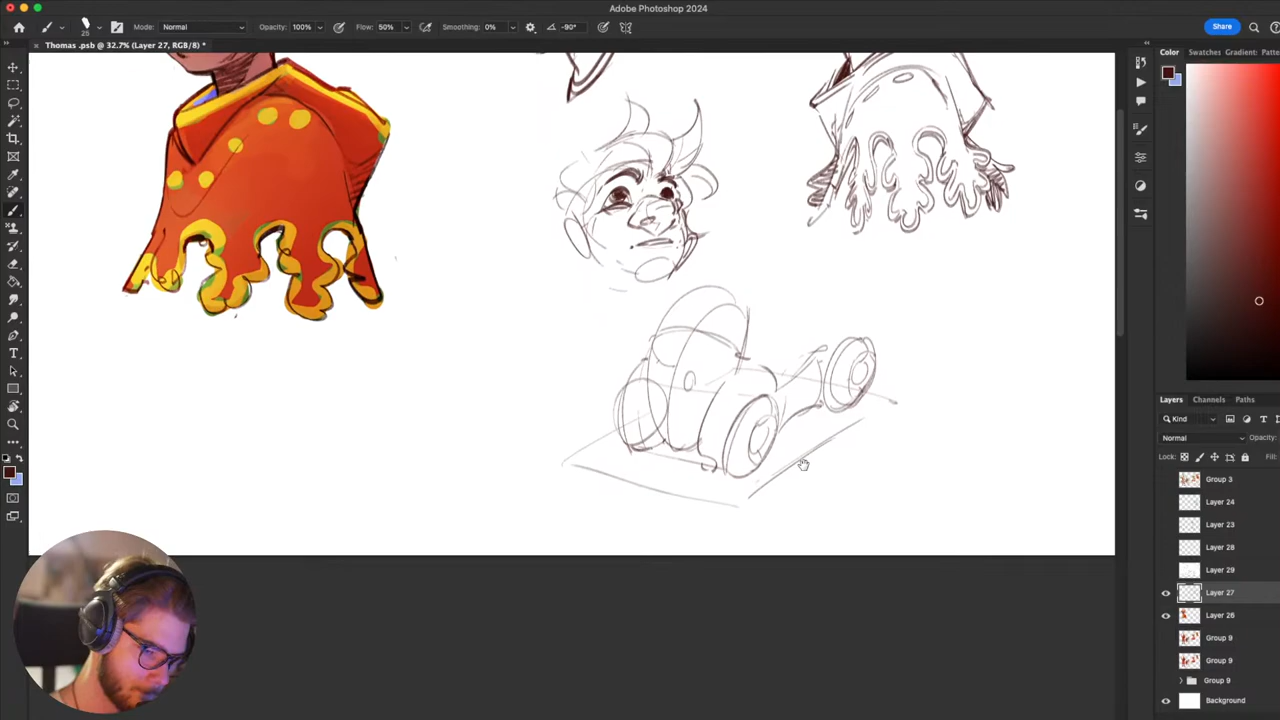 Adobe Photoshop 2024
25
Mode: Normal
Opacity: 100%
Flow: 50%
Smoothing: 0%
-90°
Share
Thomas .psb @ 32.7% (Layer 27, RGB/8) *
Color
Swatches
Gradient:
Layers
Channels
Paths
Kind
Normal
Opacity:
Lock:
Fill:
Group 3
Layer 24
Layer 23
Layer 28
Layer 29
Layer 27
Layer 26
Group 9
Group 9
Group 9
Background